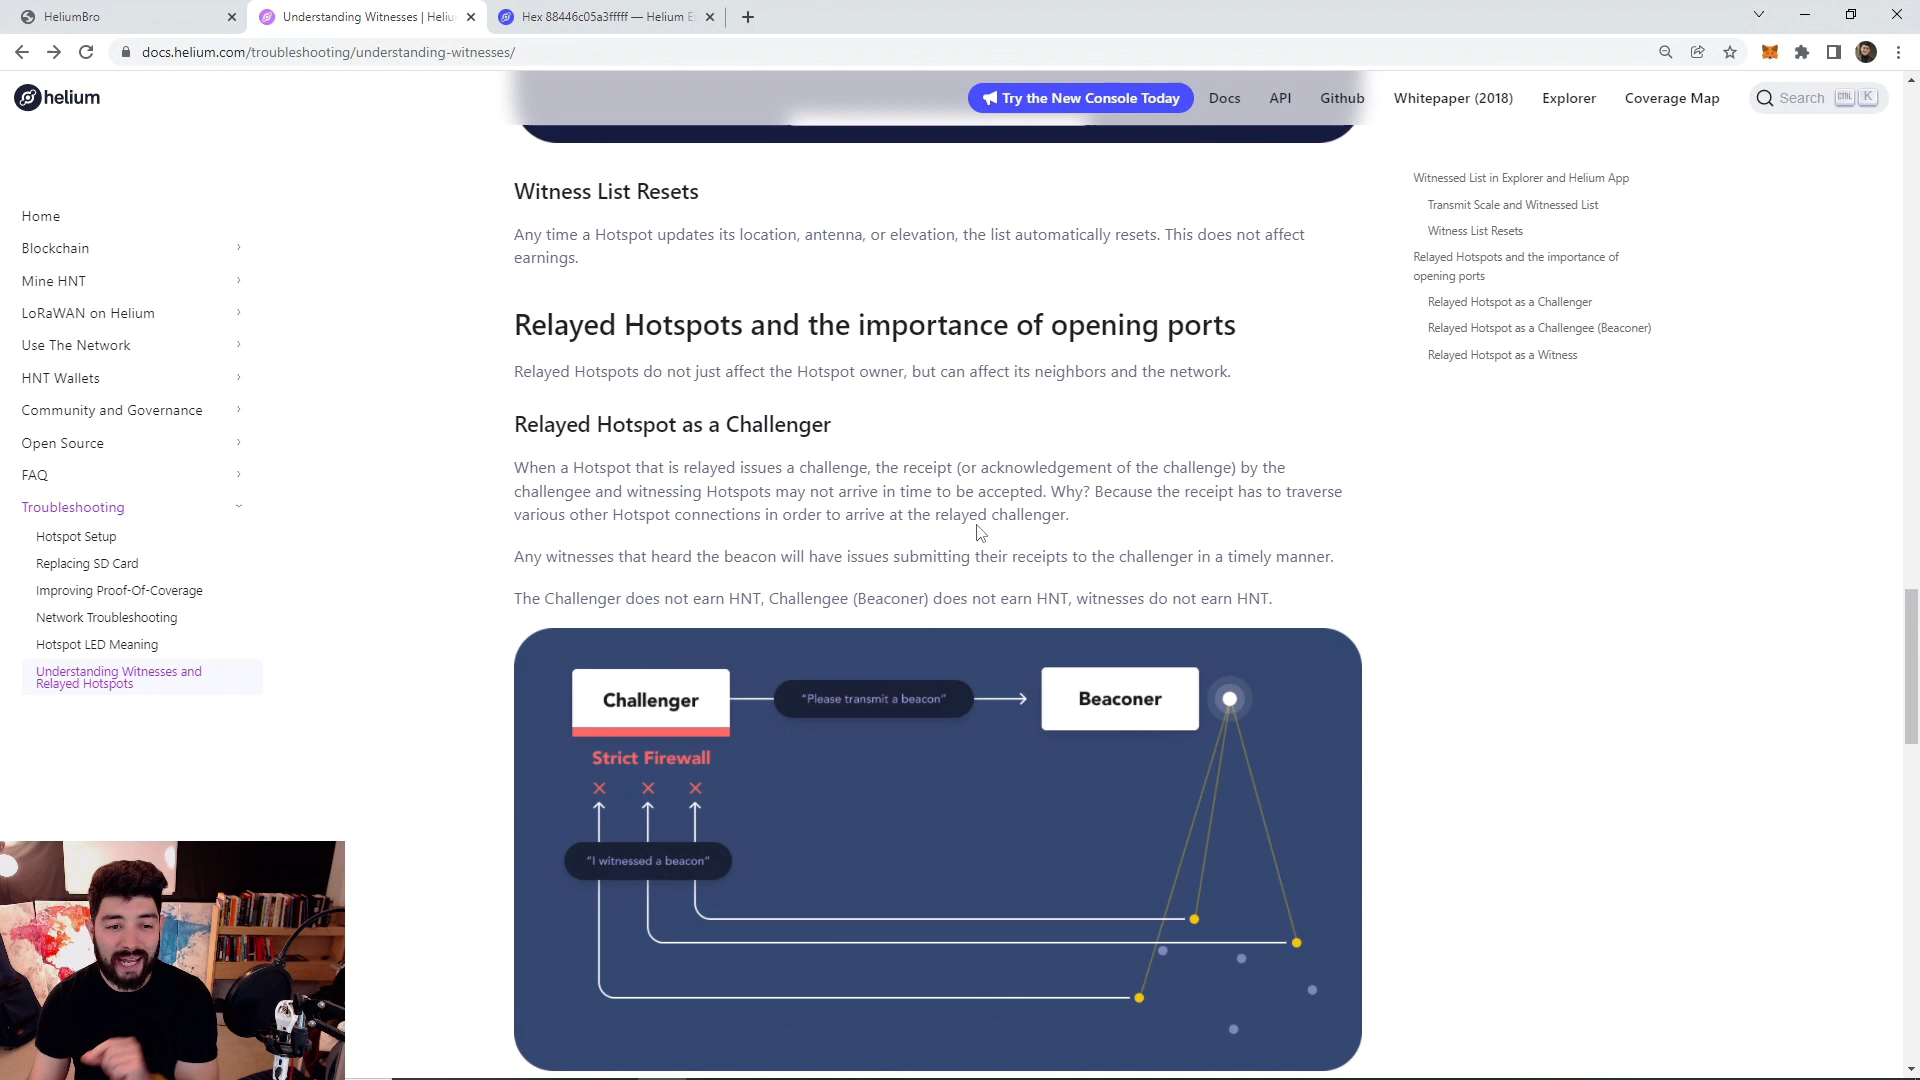 HeliumBro
Understanding Witnesses | Heliu
Hex 88446c05a3fffff — Helium E
docs.helium.com/troubleshooting/understanding-witnesses/
helium
Try the New Console Today
Docs
API
Github
Whitepaper (2018)
Explorer
Coverage Map
Search
CTRL
K
Home
Blockchain
Mine HNT
LoRaWAN on Helium
Use The Network
HNT Wallets
Community and Governance
Open Source
FAQ
Troubleshooting
Hotspot Setup
Replacing SD Card
Improving Proof-Of-Coverage
Network Troubleshooting
Hotspot LED Meaning
Understanding Witnesses and
Relayed Hotspots
Witness List Resets
Any time a Hotspot updates its location, antenna, or elevation, the list automatically resets. This does not affect
earnings.
Relayed Hotspots and the importance of opening ports
Relayed Hotspots do not just affect the Hotspot owner, but can affect its neighbors and the network.
Relayed Hotspot as a Challenger
When a Hotspot that is relayed issues a challenge, the receipt (or acknowledgement of the challenge) by the
challengee and witnessing Hotspots may not arrive in time to be accepted. Why? Because the receipt has to traverse
various other Hotspot connections in order to arrive at the relayed challenger.
Any witnesses that heard the beacon will have issues submitting their receipts to the challenger in a timely manner.
The Challenger does not earn HNT, Challengee (Beaconer) does not earn HNT, witnesses do not earn HNT.
Challenger
"Please transmit a beacon"
Beaconer
Strict Firewall
"I witnessed a beacon"
Witnessed List in Explorer and Helium App
Transmit Scale and Witnessed List
Witness List Resets
Relayed Hotspots and the importance of
opening ports
Relayed Hotspot as a Challenger
Relayed Hotspot as a Challengee (Beaconer)
Relayed Hotspot as a Witness